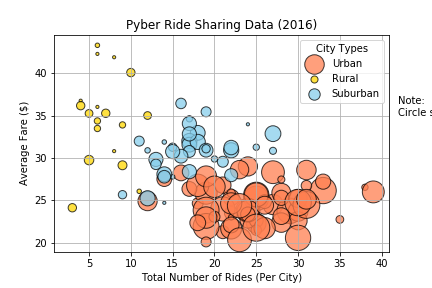 Pyber Ride Sharing Data (2016)
City Types
Urban
Rural
Suburban
Note:
Circle s
Average Fare ($)
40
35
30
25
20
5
10
15
20
25
30
35
40
Total Number of Rides (Per City)